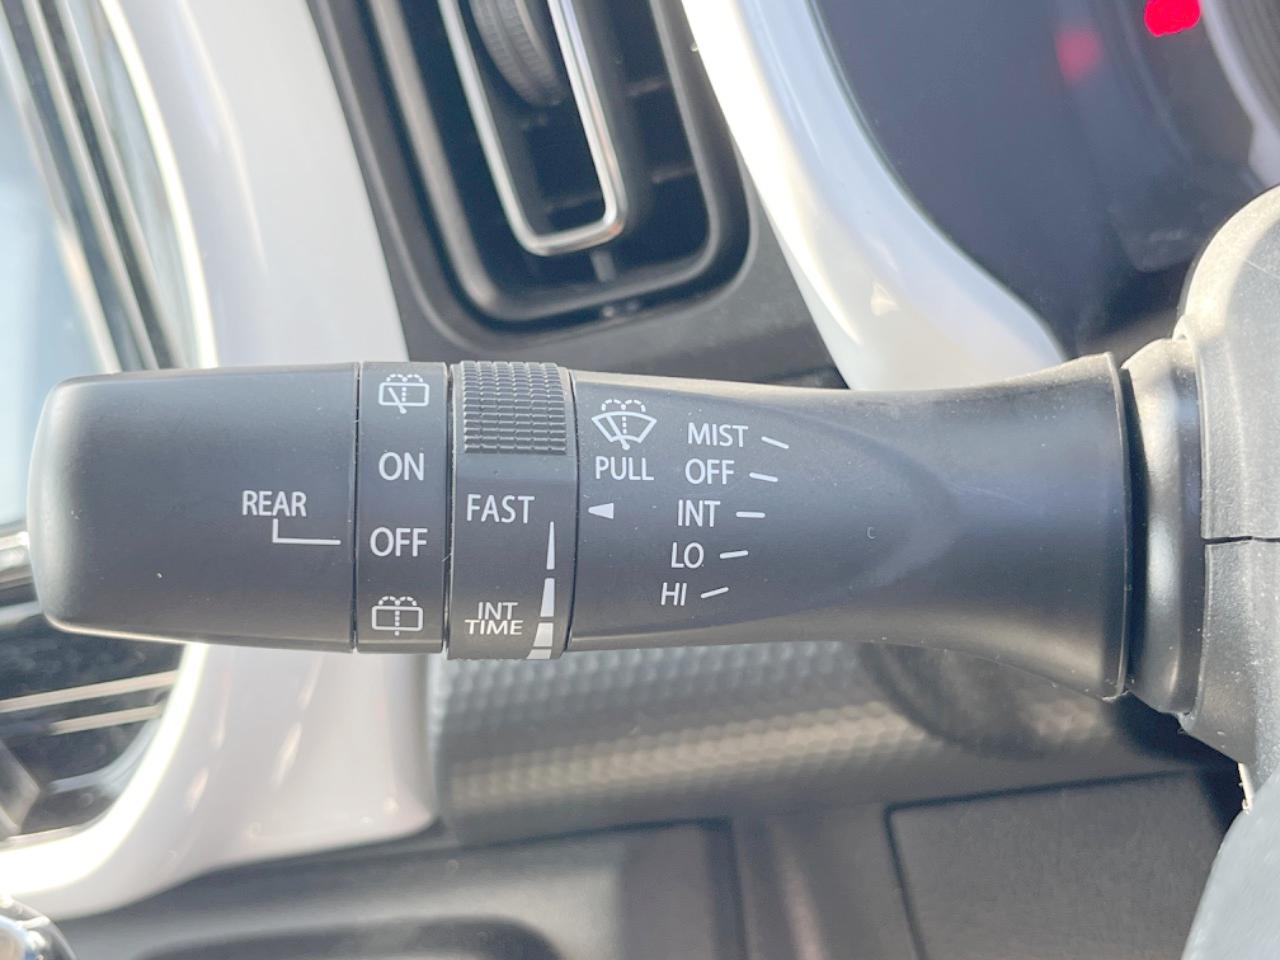 REAR
ON
OFF
FAST
INT
TIME
PULL
MIST
OFF
INT
LO
HI